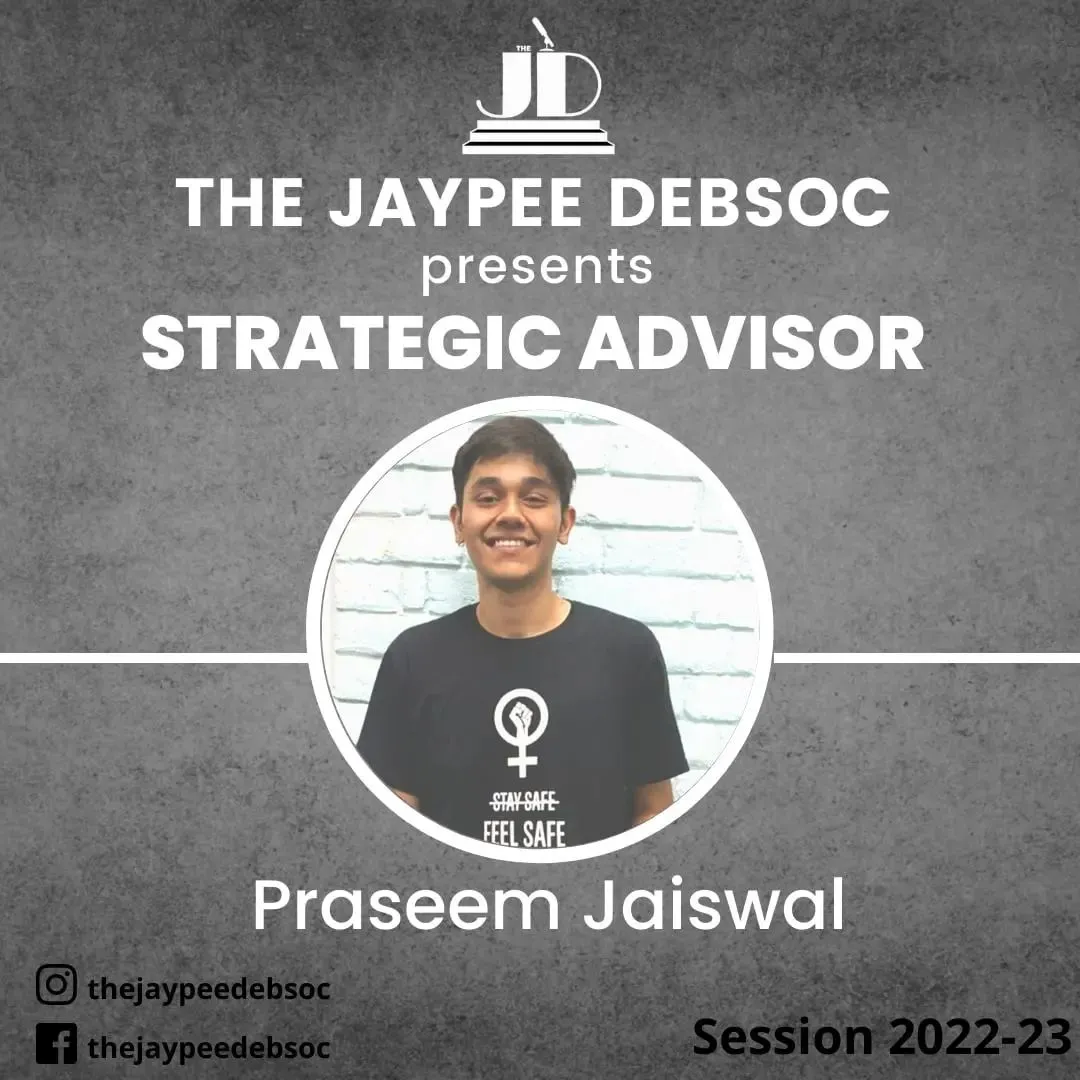 THE
JD
THE JAYPEE DEBSOC
presents
STRATEGIC ADVISOR
STAY SAFE
FEEL SAFE
Praseem Jaiswal
thejaypeedebsoc
thejaypeedebsoc
Session 2022-23